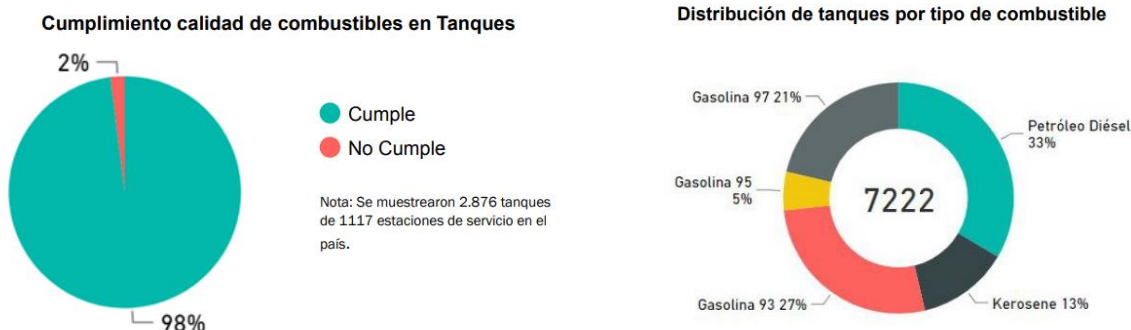 Cumplimiento calidad de combustibles en Tanques
2%
98%
Cumple
No Cumple
Nota: Se muestrearon 2.876 tanques
de 1117 estaciones de servicio en el
país.
Distribución de tanques por tipo de combustible
Gasolina 97 21%
Petróleo Diésel
33%
Gasolina 95
5%
7222
Gasolina 93 27%
Kerosene 13%